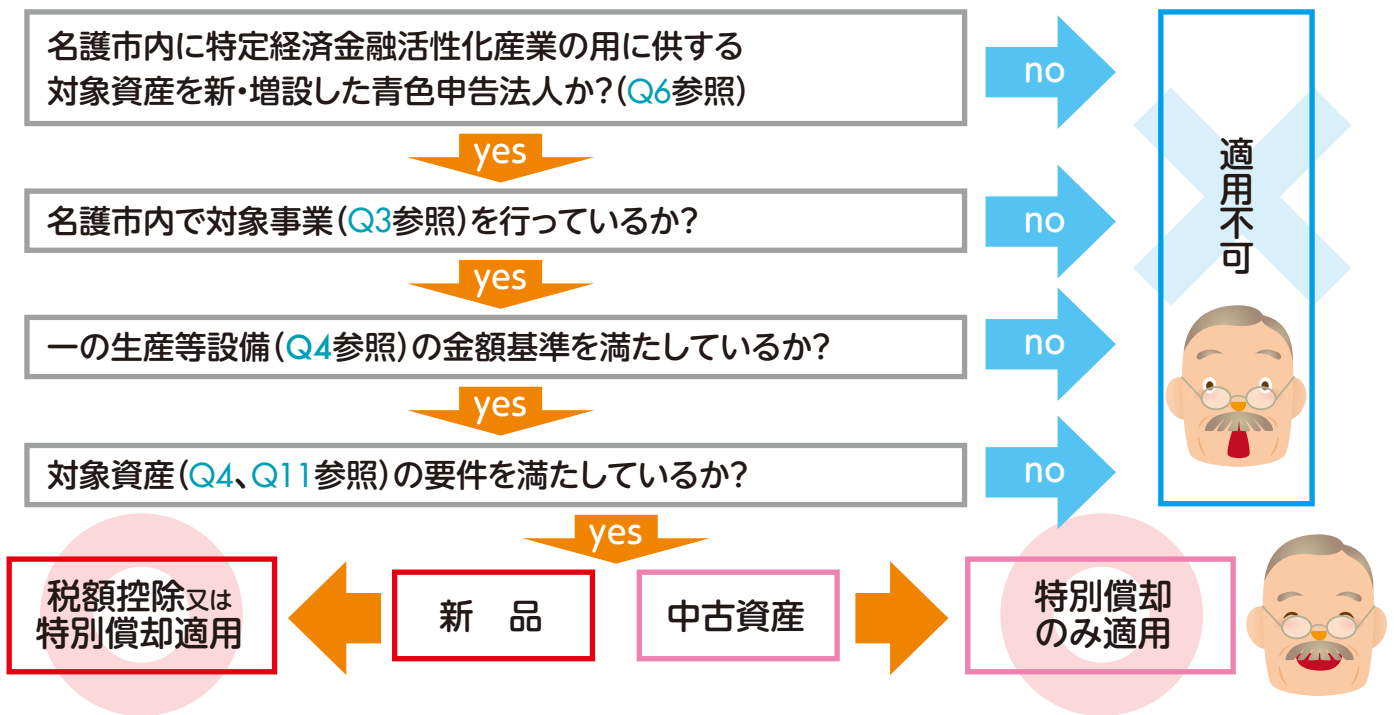 名護市内に特定経済金融活性化産業の用に供する
対象資産を新・増設した青色申告法人か?(Q6参照)
no
yes
名護市内で対象事業(Q3参照)を行っているか?
no
yes
一の生産等設備(Q4参照)の金額基準を満たしているか?
no
yes
対象資産(Q4、Q11参照)の要件を満たしているか?
no
yes
適用不可
税額控除又は
特別償却適用
新　品
中古資産
特別償却
のみ適用